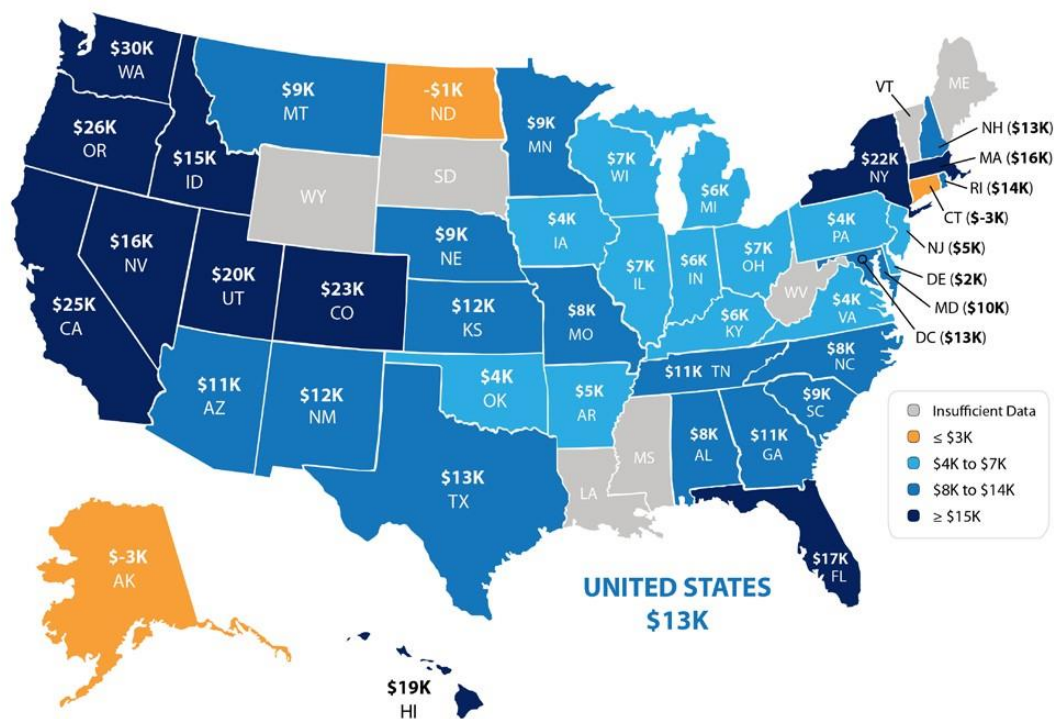 $30K
WA
$26K
OR
$15K
ID
$9K
MT
-$1K
ND
$9K
MN
SD
WY
$16K
NV
$25K
CA
$20K
UT
$23K
CO
$9K
NE
$12K
KS
$4K
IA
$8K
MO
$7K
WI
$6K
MI
$7K
IL
$6K
IN
$7K
OH
$6K
KY
WV
$4K
VA
$4K
PA
$22K
NY
VT
ME
NH ($13K)
MA ($16K)
RI ($14K)
CT ($-3K)
NJ ($5K)
DE ($2K)
MD ($10K)
DC ($13K)
$11K
AZ
$12K
NM
$4K
OK
$5K
AR
$11K TN
$8K
NC
$9K
SC
$13K
TX
LA
MS
$8K
AL
$11K
GA
$17K
FL
Insufficient Data
≤ $3K
$4K to $7K
$8K to $14K
≥ $15K
$-3K
AK
$19K
HI
UNITED STATES
$13K